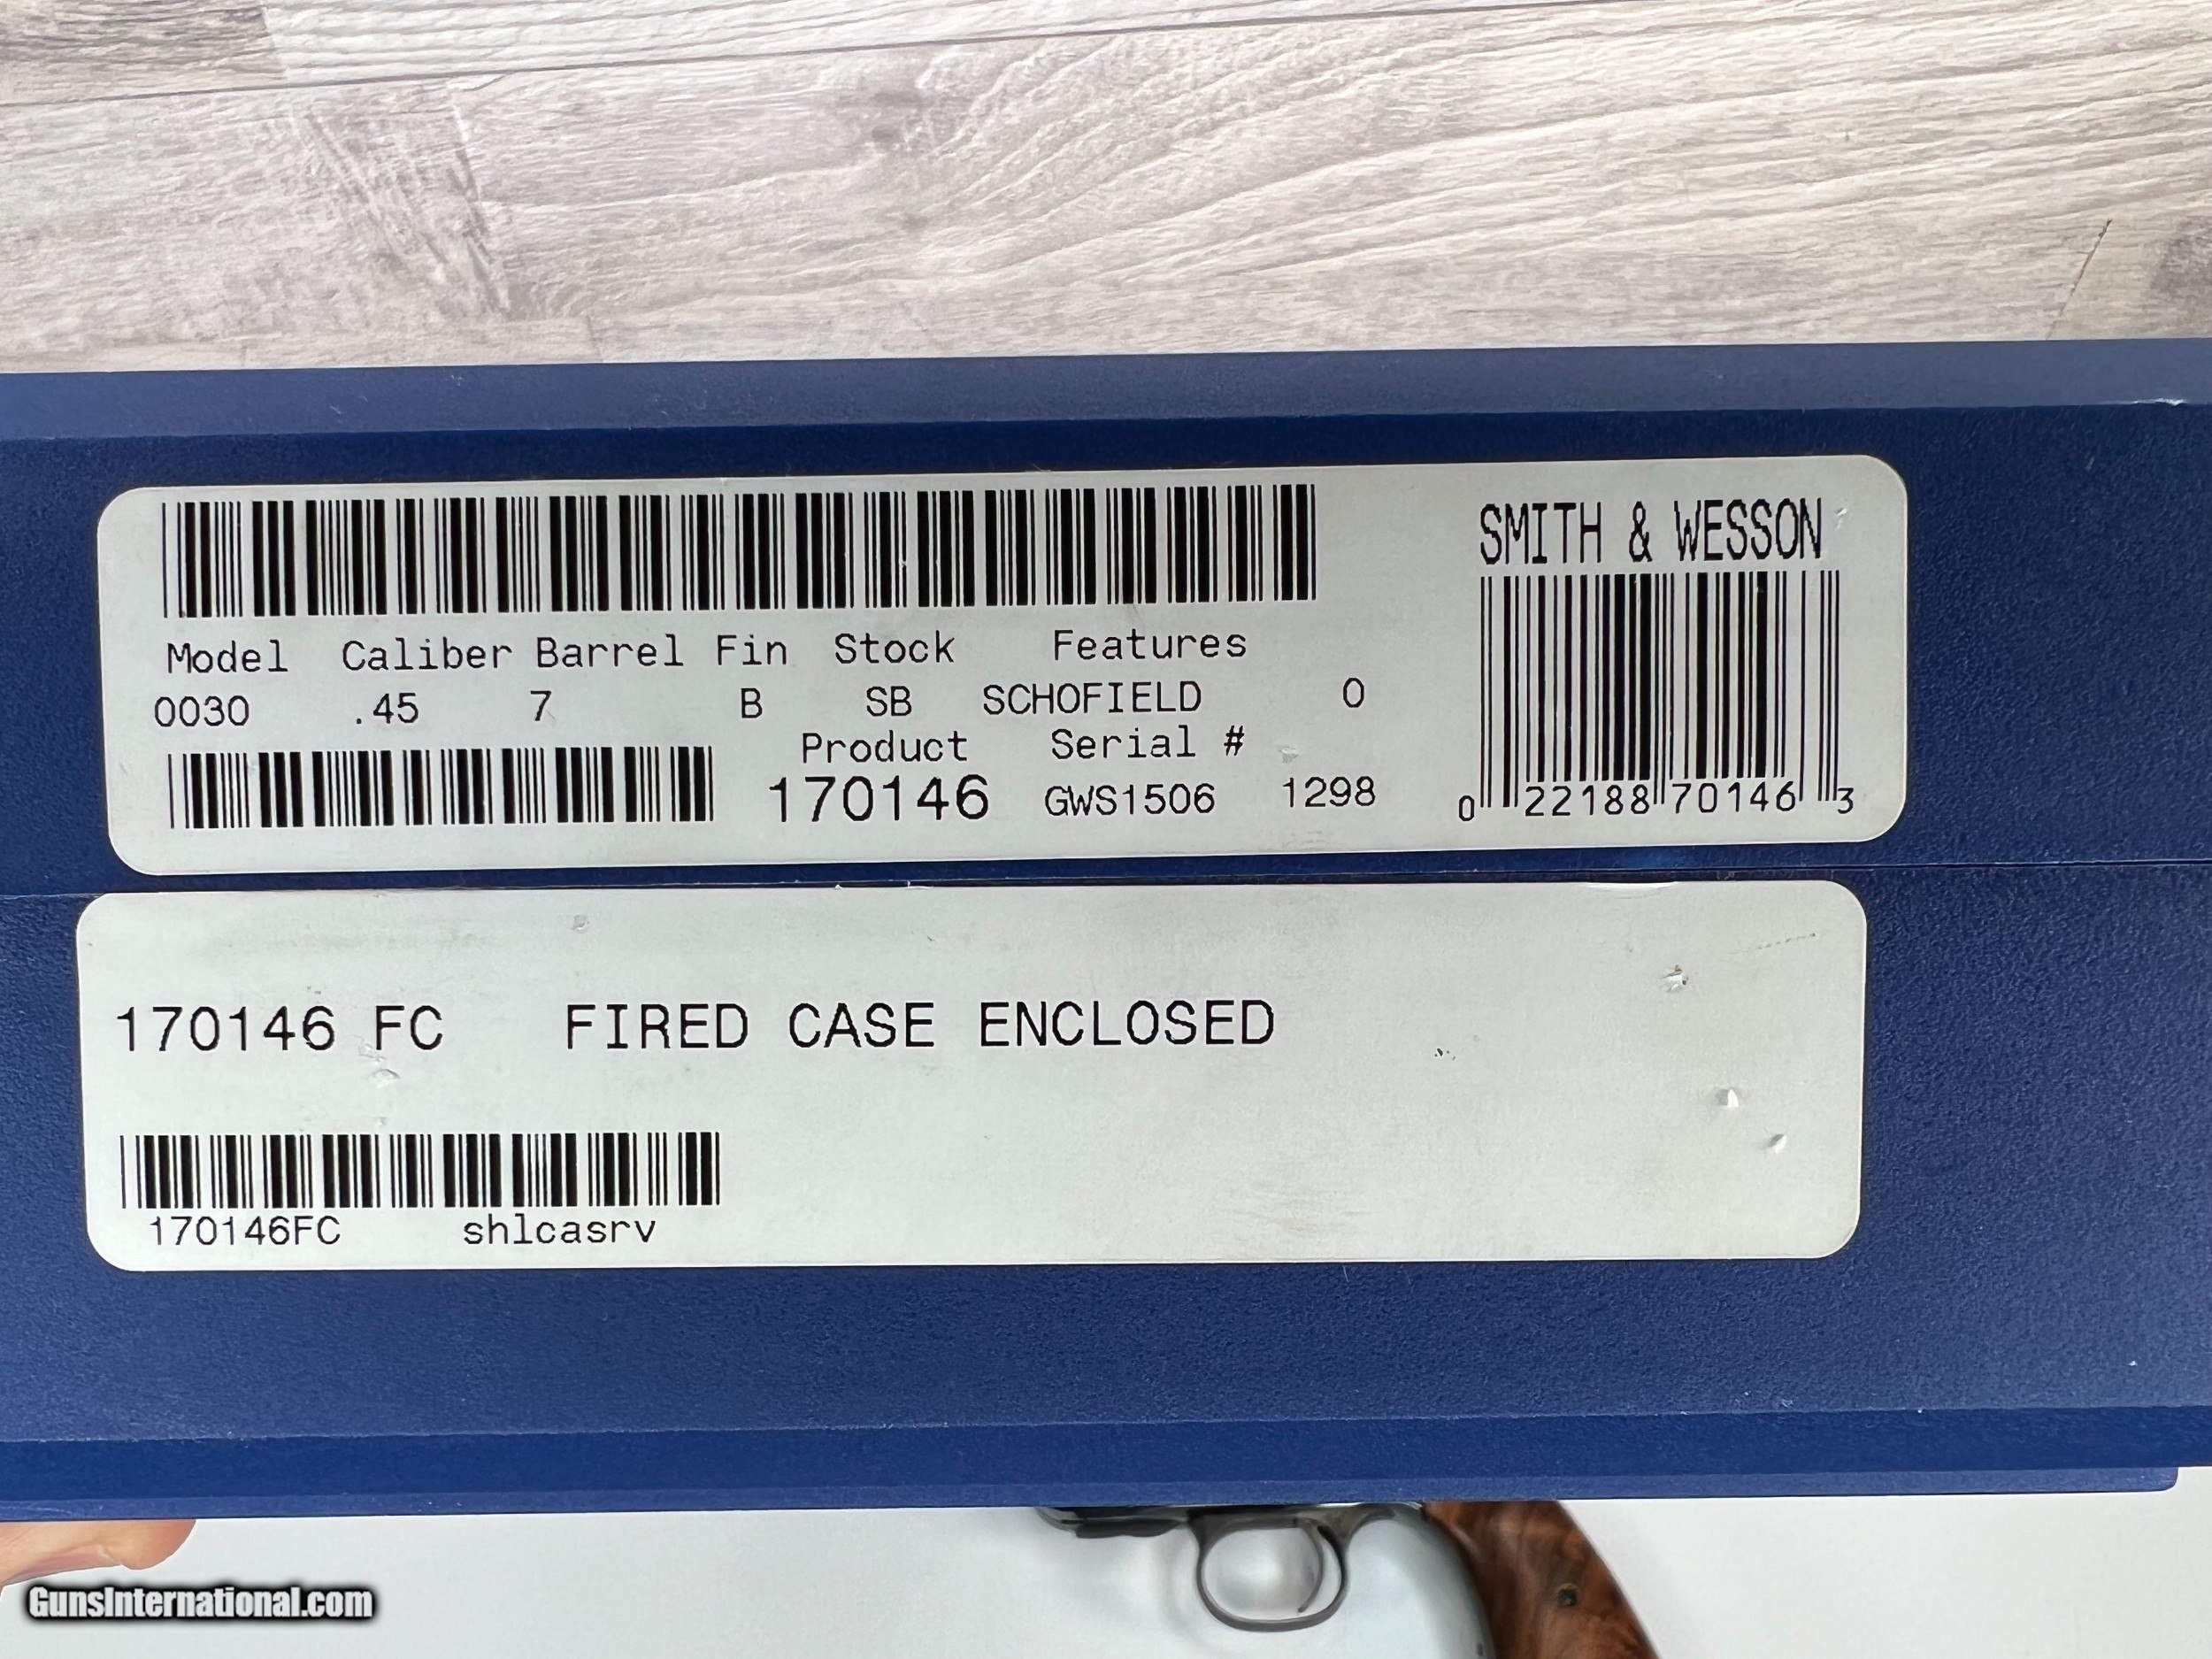 SMITH & WESSON
Model Caliber Barrel Fin Stock Features
0030 .45 7 B SB SCHOFIELD 0
Product Serial #
170146 GWS1506 1298
0 22188 70146 3
170146 FC FIRED CASE ENCLOSED
170146FC shlcasrv
GunsInternational.com